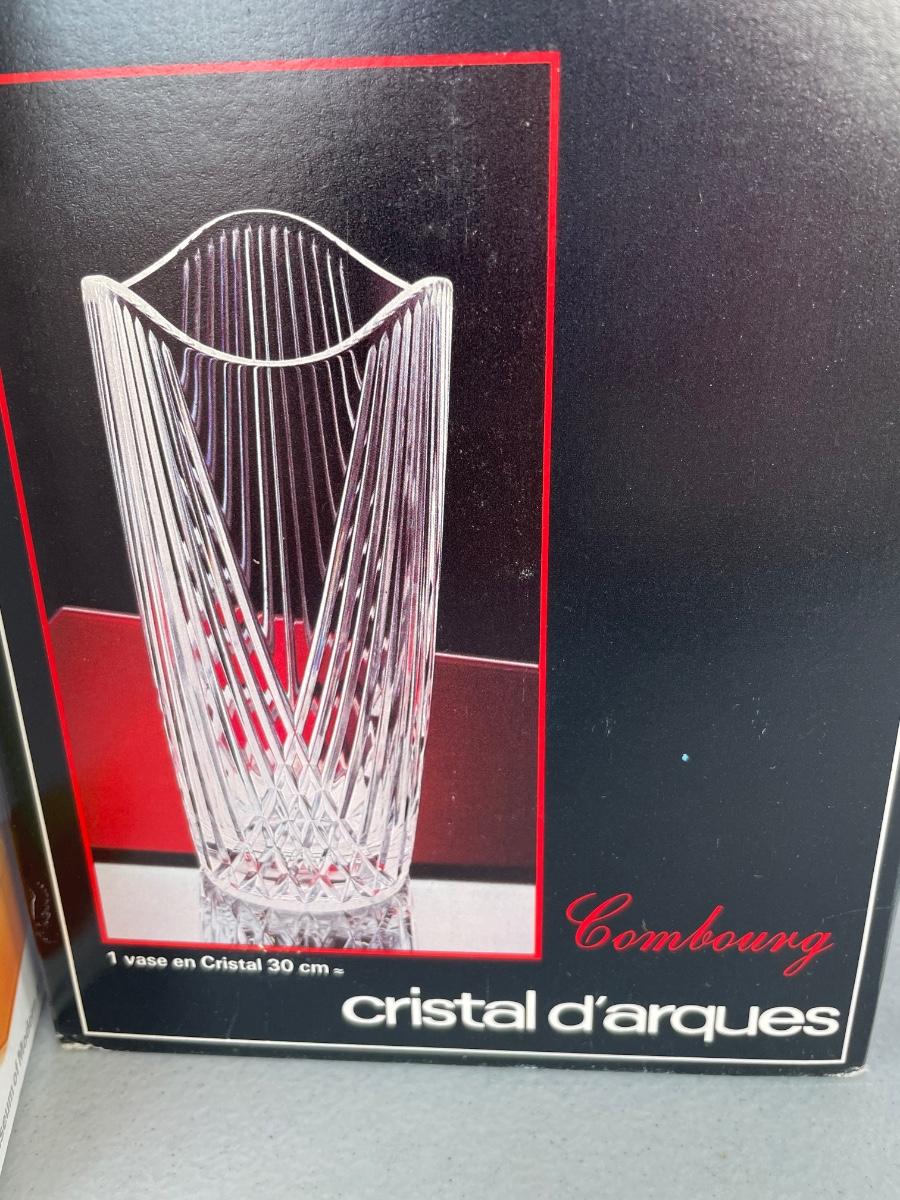 Combourg
1 vase en Cristal 30 cm ≈
cristal d'arques